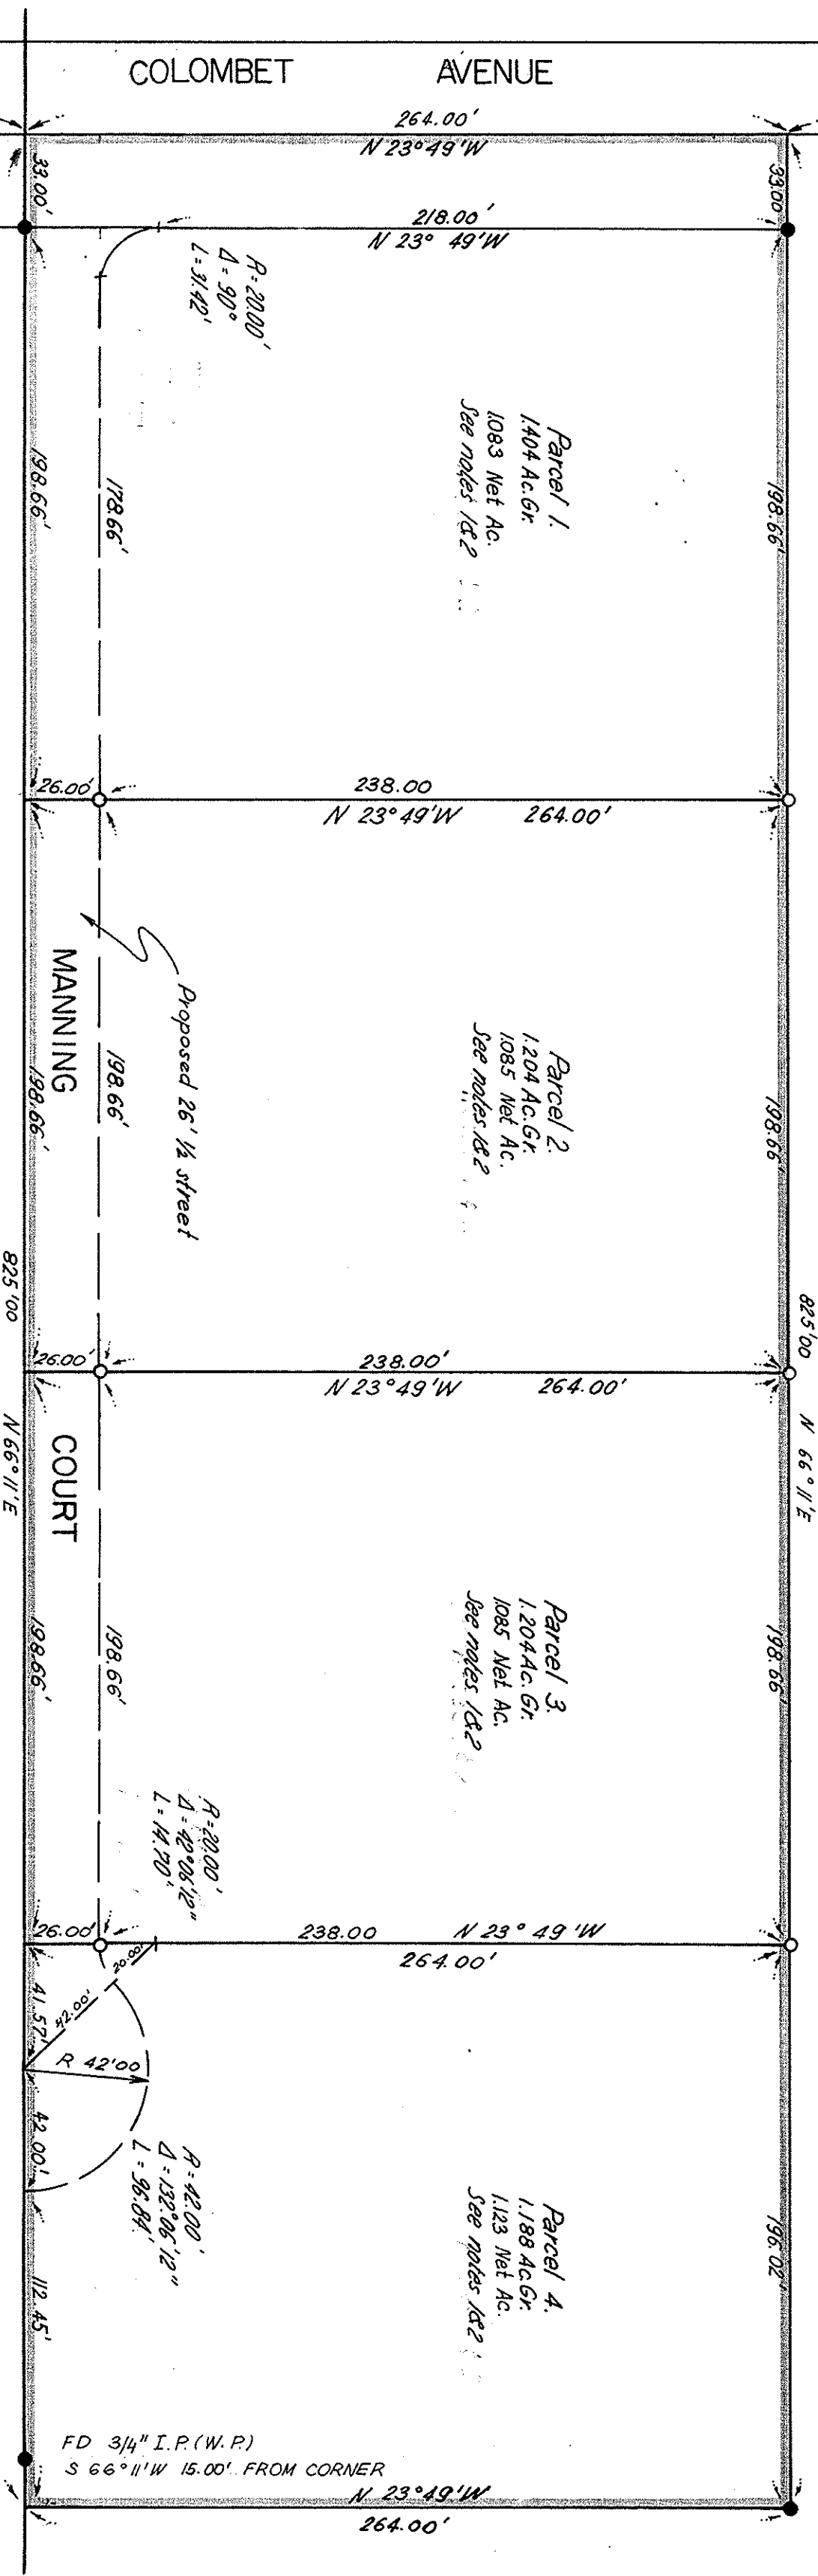 COLOMBET AVENUE
264.00'
N 23°49'W
33.00'
33.00'
218.00'
N 23° 49'W
R=20.00'
Δ = 90°
L=31.42'
Parcel 1.
1.404 Ac.Gr.
1.083 Net Ac.
See notes 1&2
198.66'
178.66'
198.66'
26.00'
238.00
N 23°49'W 264.00'
Proposed 26' 1/2 street
MANNING
Parcel 2.
1.204 Ac.Gr.
1.085 Net Ac.
See notes 1&2
198.66'
198.66'
198.66'
825'00 N 66°11'E
825'00 N 66°11'E
26.00'
238.00'
N 23°49'W 264.00'
COURT
Parcel 3.
1.204 Ac.Gr.
1.085 Net Ac.
See notes 1&2
198.66'
198.66'
198.66'
R=20.00'
Δ=42°06'12"
L=14.70'
26.00'
238.00 N 23° 49'W
264.00'
20.00'
42.00'
41.57'
R 42'00
42.00'
R=42.00'
Δ=132°06'12"
L=96.84'
Parcel 4.
1.188 Ac.Gr.
1.123 Net Ac.
See notes 1&2
196.02'
112.45'
FD 3/4" I.P. (W.P.)
S 66°11'W 15.00' FROM CORNER
N 23°49'W
264.00'